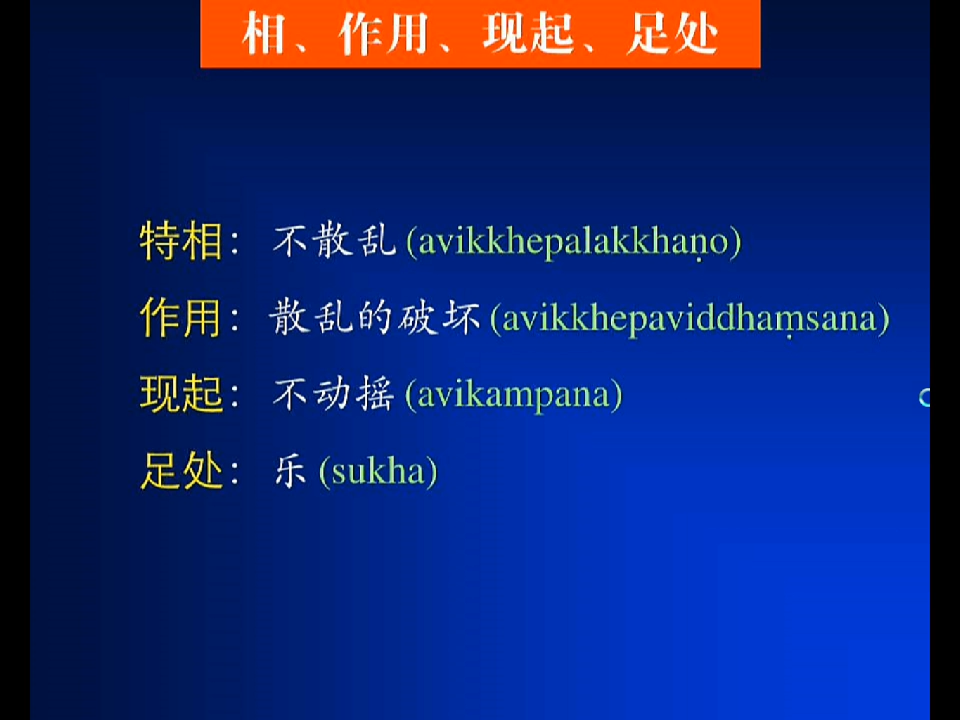 相、作用、现起、足处
特相： 不散乱 (avikkhepalakkhaṇo)
作用： 散乱的破坏 (avikkhepaviddhaṃsana)
现起： 不动摇 (avikampana)
足处： 乐 (sukha)